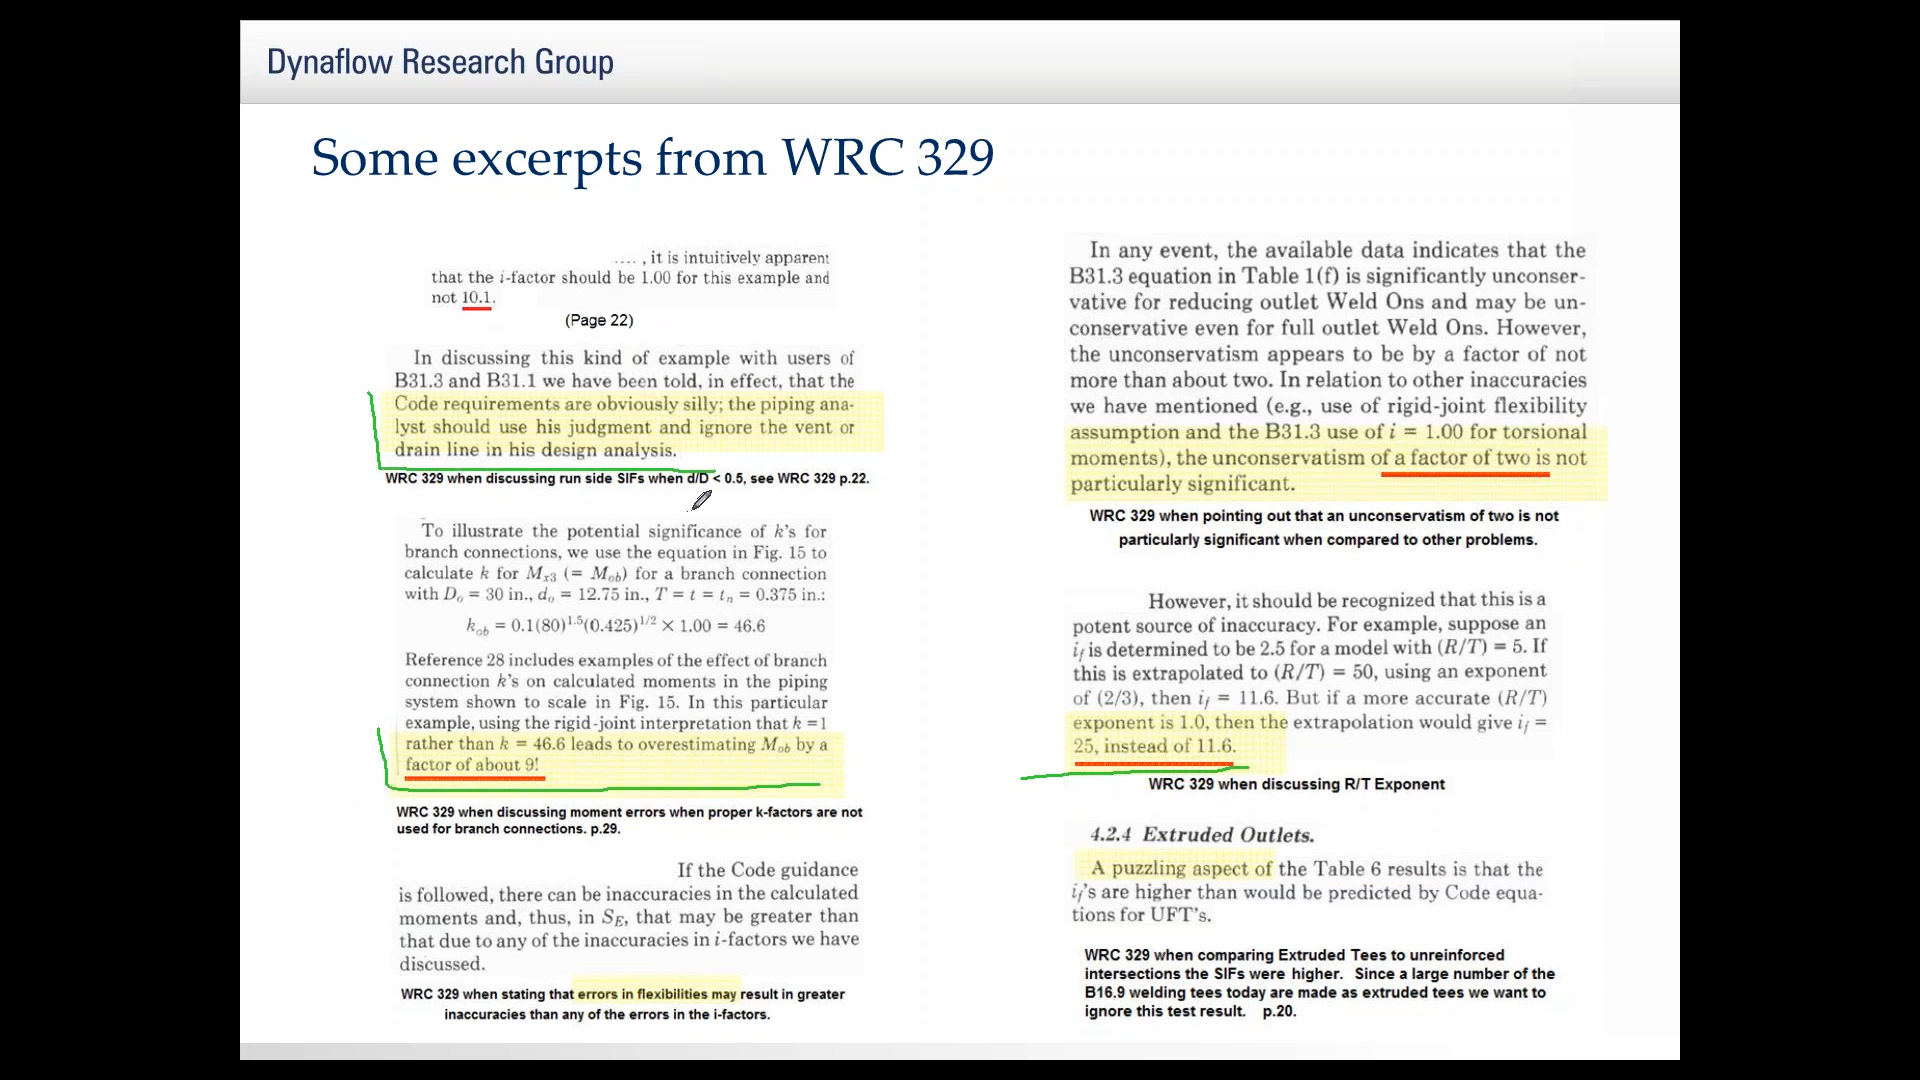 Dynaflow Research Group
Some excerpts from WRC 329
.... , it is intuitively apparent
that the i-factor should be 1.00 for this example and
not 10.1.
(Page 22)
In discussing this kind of example with users of
B31.3 and B31.1 we have been told, in effect, that the
Code requirements are obviously silly; the piping ana-
lyst should use his judgment and ignore the vent or
drain line in his design analysis.
WRC 329 when discussing run side SIFs when d/D < 0.5, see WRC 329 p.22.
To illustrate the potential significance of k's for
branch connections, we use the equation in Fig. 15 to
calculate k for Mx3 (= Mob) for a branch connection
with Do = 30 in., do = 12.75 in., T = t = tn = 0.375 in.:
kob = 0.1(80)^1.5(0.425)^1/2 × 1.00 = 46.6
Reference 28 includes examples of the effect of branch
connection k's on calculated moments in the piping
system shown to scale in Fig. 15. In this particular
example, using the rigid-joint interpretation that k =1
rather than k = 46.6 leads to overestimating Mob by a
factor of about 9!
WRC 329 when discussing moment errors when proper k-factors are not
used for branch connections. p.29.
If the Code guidance
is followed, there can be inaccuracies in the calculated
moments and, thus, in SE, that may be greater than
that due to any of the inaccuracies in i-factors we have
discussed.
WRC 329 when stating that errors in flexibilities may result in greater
inaccuracies than any of the errors in the i-factors.
In any event, the available data indicates that the
B31.3 equation in Table 1(f) is significantly unconser-
vative for reducing outlet Weld Ons and may be un-
conservative even for full outlet Weld Ons. However,
the unconservatism appears to be by a factor of not
more than about two. In relation to other inaccuracies
we have mentioned (e.g., use of rigid-joint flexibility
assumption and the B31.3 use of i = 1.00 for torsional
moments), the unconservatism of a factor of two is not
particularly significant.
WRC 329 when pointing out that an unconservatism of two is not
particularly significant when compared to other problems.
However, it should be recognized that this is a
potent source of inaccuracy. For example, suppose an
if is determined to be 2.5 for a model with (R/T) = 5. If
this is extrapolated to (R/T) = 50, using an exponent
of (2/3), then if = 11.6. But if a more accurate (R/T)
exponent is 1.0, then the extrapolation would give if =
25, instead of 11.6.
WRC 329 when discussing R/T Exponent
4.2.4 Extruded Outlets.
A puzzling aspect of the Table 6 results is that the
if's are higher than would be predicted by Code equa-
tions for UFT's.
WRC 329 when comparing Extruded Tees to unreinforced
intersections the SIFs were higher. Since a large number of the
B16.9 welding tees today are made as extruded tees we want to
ignore this test result. p.20.